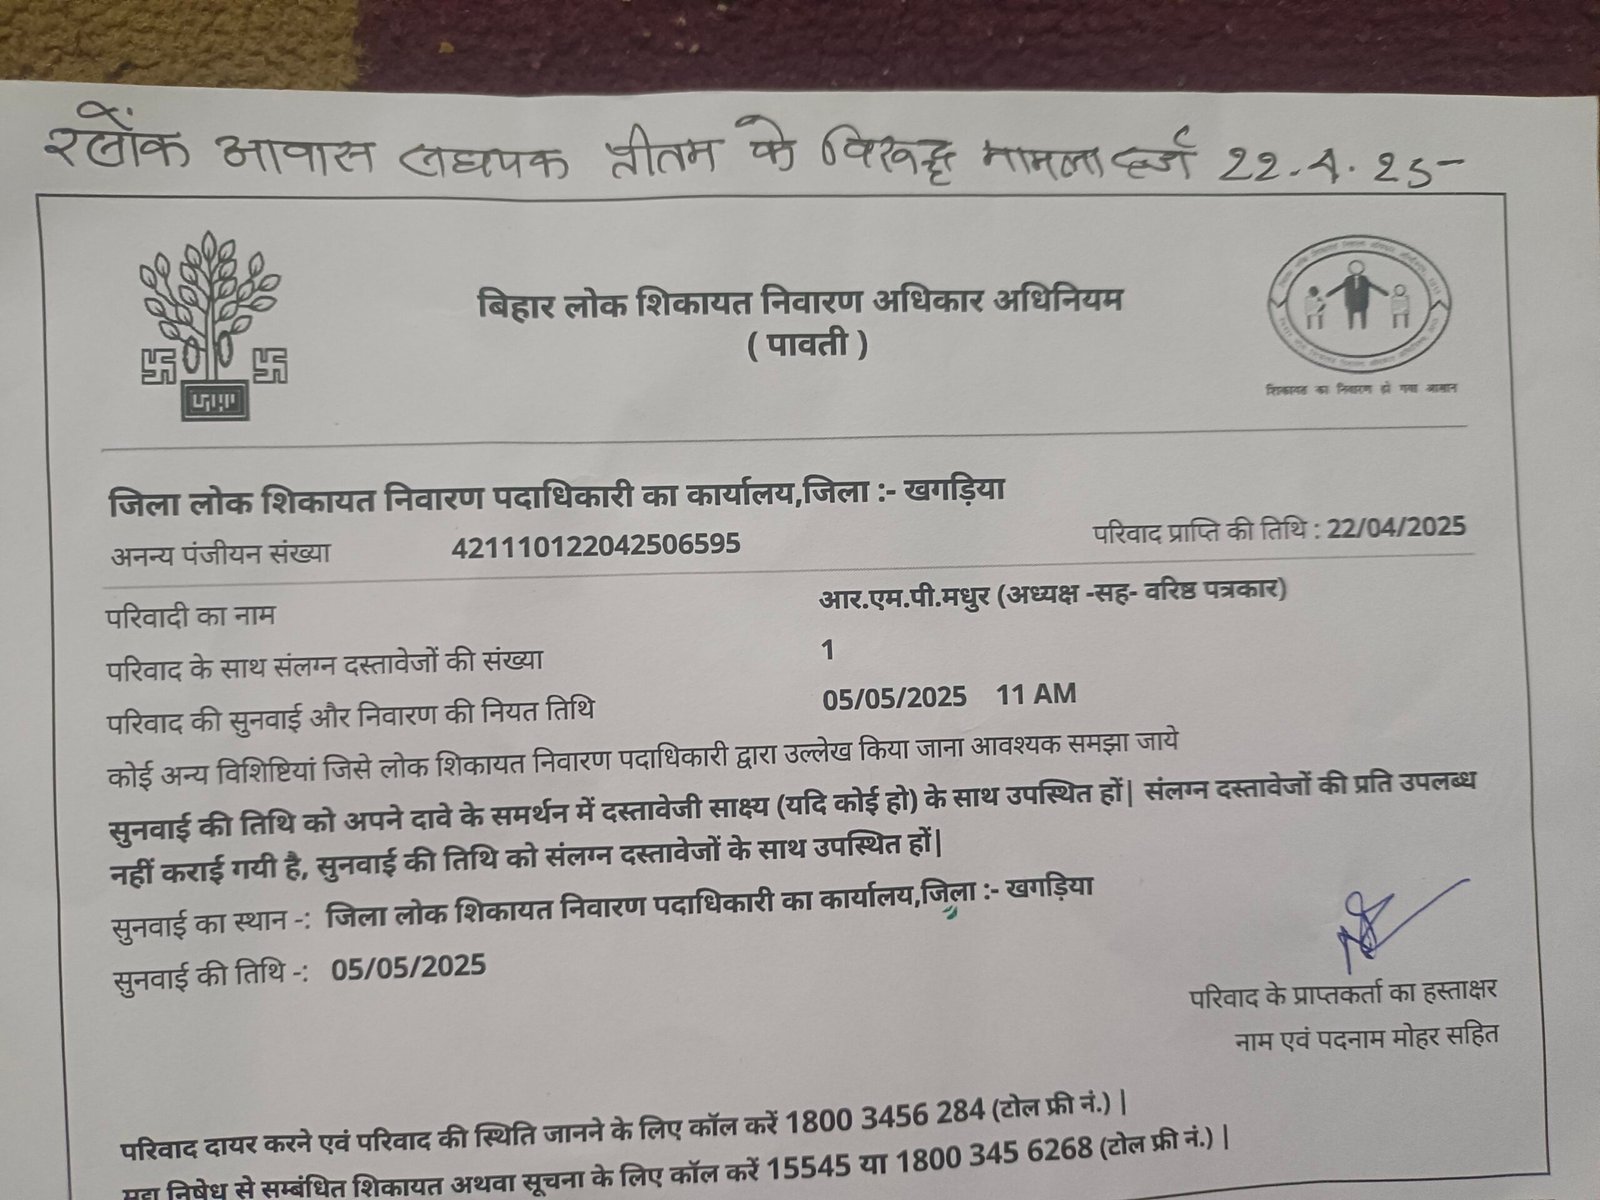 रलोंक आवास लघपक प्रीतम के विरूद्ध मामला दर्ज 22.4.25-
बिहार लोक शिकायत निवारण अधिकार अधिनियम
( पावती )
शिकायत का निवारण हो गया आसान
जिला लोक शिकायत निवारण पदाधिकारी का कार्यालय,जिला :- खगड़िया
अनन्य पंजीयन संख्या 421110122042506595 परिवाद प्राप्ति की तिथि : 22/04/2025
परिवादी का नाम आर.एम.पी.मधुर (अध्यक्ष -सह- वरिष्ठ पत्रकार)
परिवाद के साथ संलग्न दस्तावेजों की संख्या 1
परिवाद की सुनवाई और निवारण की नियत तिथि 05/05/2025 11 AM
कोई अन्य विशिष्टियां जिसे लोक शिकायत निवारण पदाधिकारी द्वारा उल्लेख किया जाना आवश्यक समझा जाये
सुनवाई की तिथि को अपने दावे के समर्थन में दस्तावेजी साक्ष्य (यदि कोई हो) के साथ उपस्थित हों| संलग्न दस्तावेजों की प्रति उपलब्ध
नहीं कराई गयी है, सुनवाई की तिथि को संलग्न दस्तावेजों के साथ उपस्थित हों|
सुनवाई का स्थान -: जिला लोक शिकायत निवारण पदाधिकारी का कार्यालय,जिला :- खगड़िया
सुनवाई की तिथि -: 05/05/2025
परिवाद के प्राप्तकर्ता का हस्ताक्षर
नाम एवं पदनाम मोहर सहित
परिवाद दायर करने एवं परिवाद की स्थिति जानने के लिए कॉल करें 1800 3456 284 (टोल फ्री नं.) |
मद्य निषेध से सम्बंधित शिकायत अथवा सूचना के लिए कॉल करें 15545 या 1800 345 6268 (टोल फ्री नं.) |